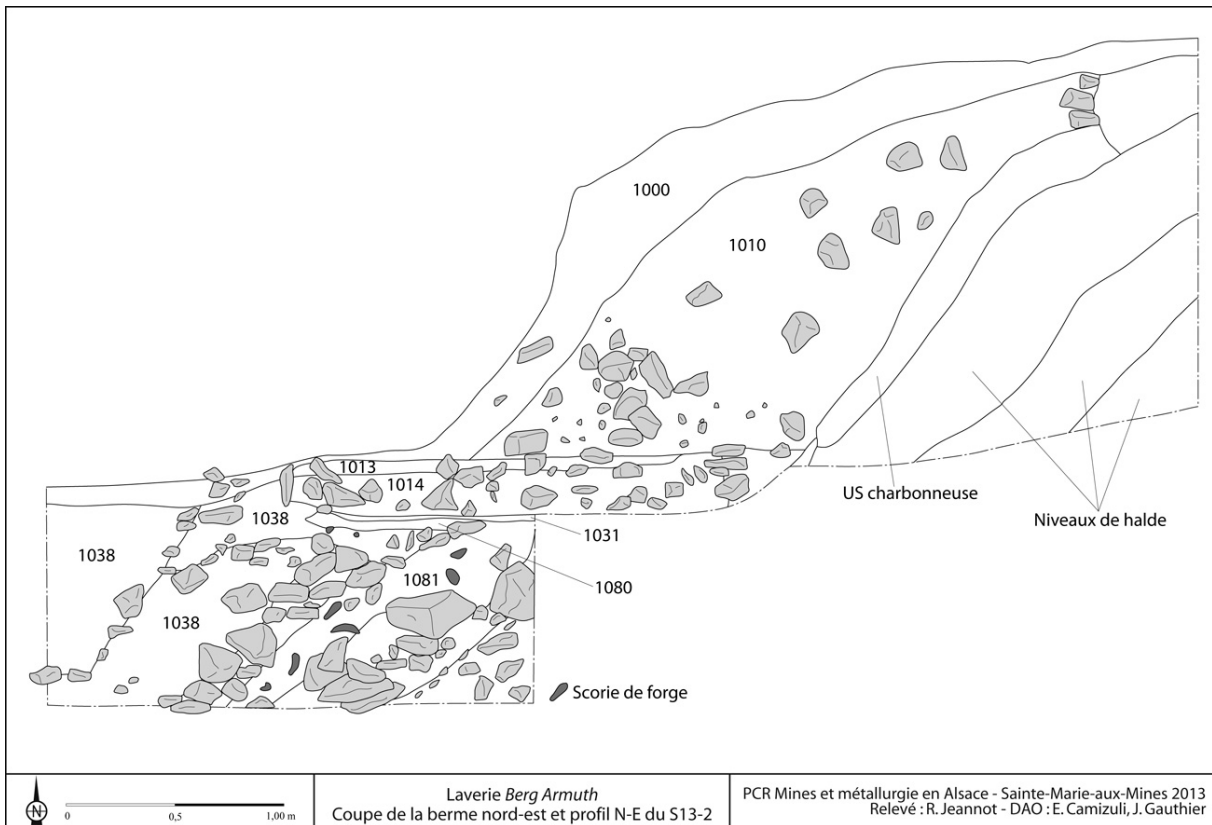 1000
1010
1013
1014
1038
1031
1038
1081
1080
1038
US charbonneuse
Niveaux de halde
Scorie de forge
N
0
0,5
1,00 m
Laverie Berg Armuth
Coupe de la berme nord-est et profil N-E du S13-2
PCR Mines et métallurgie en Alsace - Sainte-Marie-aux-Mines 2013
Relevé : R. Jeannot - DAO : E. Camizuli, J. Gauthier